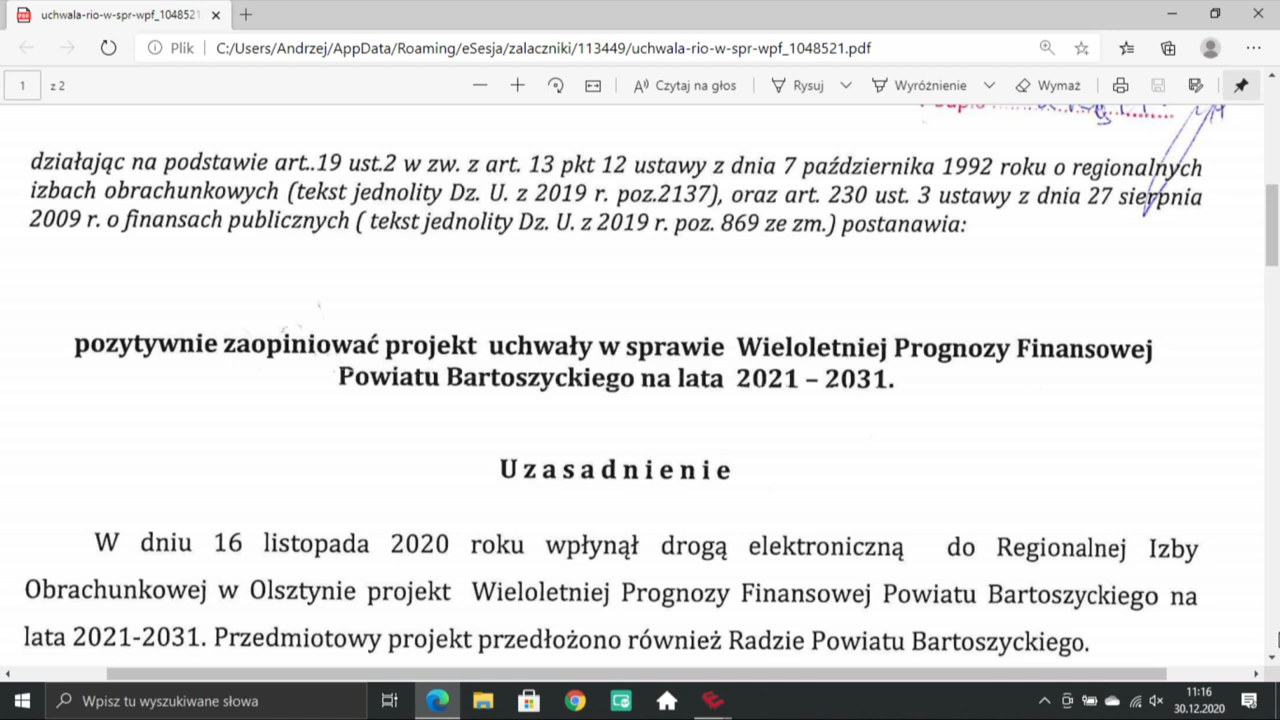 uchwala-rio-w-spr-wpf_1048521
Plik C:/Users/Andrzej/AppData/Roaming/eSesja/zalaczniki/113449/uchwala-rio-w-spr-wpf_1048521.pdf
1 z 2 Czytaj na głos Rysuj Wyróżnienie Wymaż
działając na podstawie art..19 ust.2 w zw. z art. 13 pkt 12 ustawy z dnia 7 października 1992 roku o regionalnych
izbach obrachunkowych (tekst jednolity Dz. U. z 2019 r. poz.2137), oraz art. 230 ust. 3 ustawy z dnia 27 sierpnia
2009 r. o finansach publicznych ( tekst jednolity Dz. U. z 2019 r. poz. 869 ze zm.) postanawia:
pozytywnie zaopiniować projekt uchwały w sprawie Wieloletniej Prognozy Finansowej
Powiatu Bartoszyckiego na lata 2021 – 2031.
Uzasadnienie
W dniu 16 listopada 2020 roku wpłynął drogą elektroniczną do Regionalnej Izby
Obrachunkowej w Olsztynie projekt Wieloletniej Prognozy Finansowej Powiatu Bartoszyckiego na
lata 2021-2031. Przedmiotowy projekt przedłożono również Radzie Powiatu Bartoszyckiego.
Wpisz tu wyszukiwane słowa
11:16
30.12.2020